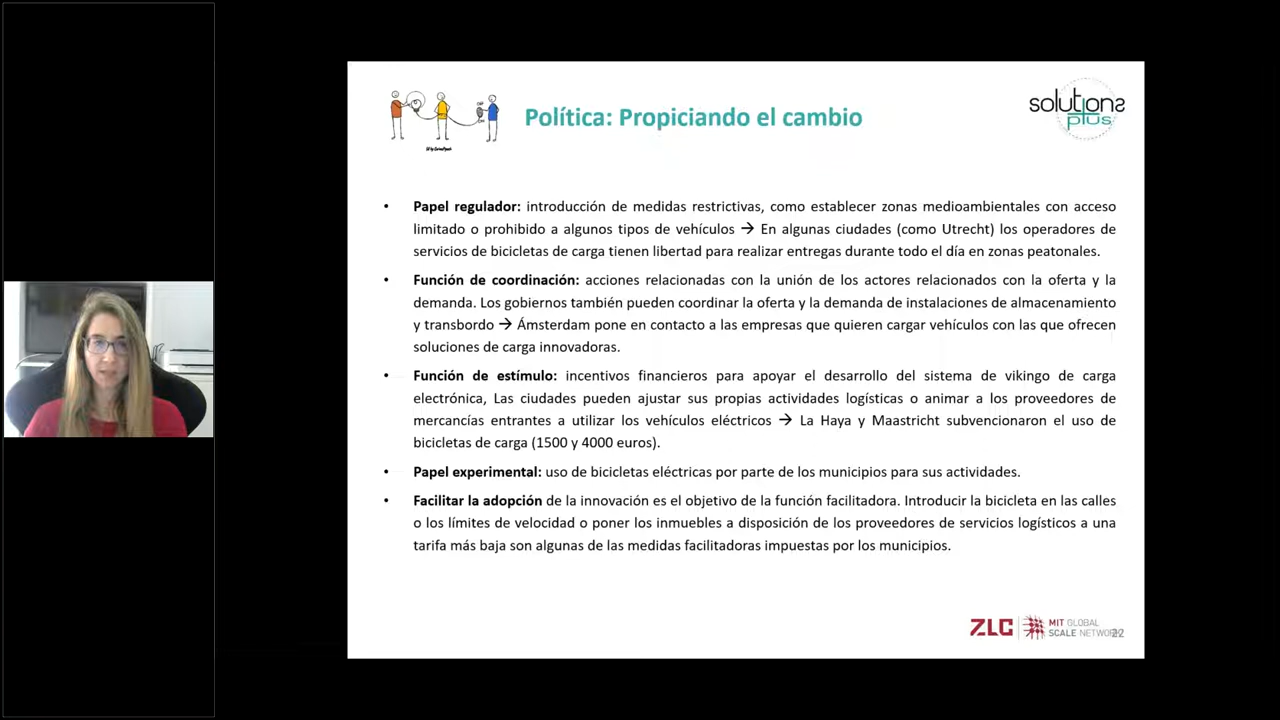 Política: Propiciando el cambio
solutions
plus
• Papel regulador: introducción de medidas restrictivas, como establecer zonas medioambientales con acceso
limitado o prohibido a algunos tipos de vehículos → En algunas ciudades (como Utrecht) los operadores de
servicios de bicicletas de carga tienen libertad para realizar entregas durante todo el día en zonas peatonales.
• Función de coordinación: acciones relacionadas con la unión de los actores relacionados con la oferta y la
demanda. Los gobiernos también pueden coordinar la oferta y la demanda de instalaciones de almacenamiento
y transbordo → Ámsterdam pone en contacto a las empresas que quieren cargar vehículos con las que ofrecen
soluciones de carga innovadoras.
• Función de estímulo: incentivos financieros para apoyar el desarrollo del sistema de vikingo de carga
electrónica, Las ciudades pueden ajustar sus propias actividades logísticas o animar a los proveedores de
mercancías entrantes a utilizar los vehículos eléctricos → La Haya y Maastricht subvencionaron el uso de
bicicletas de carga (1500 y 4000 euros).
• Papel experimental: uso de bicicletas eléctricas por parte de los municipios para sus actividades.
• Facilitar la adopción de la innovación es el objetivo de la función facilitadora. Introducir la bicicleta en las calles
o los límites de velocidad o poner los inmuebles a disposición de los proveedores de servicios logísticos a una
tarifa más baja son algunas de las medidas facilitadoras impuestas por los municipios.
ZLC
MIT GLOBAL
SCALE NETWORK
22